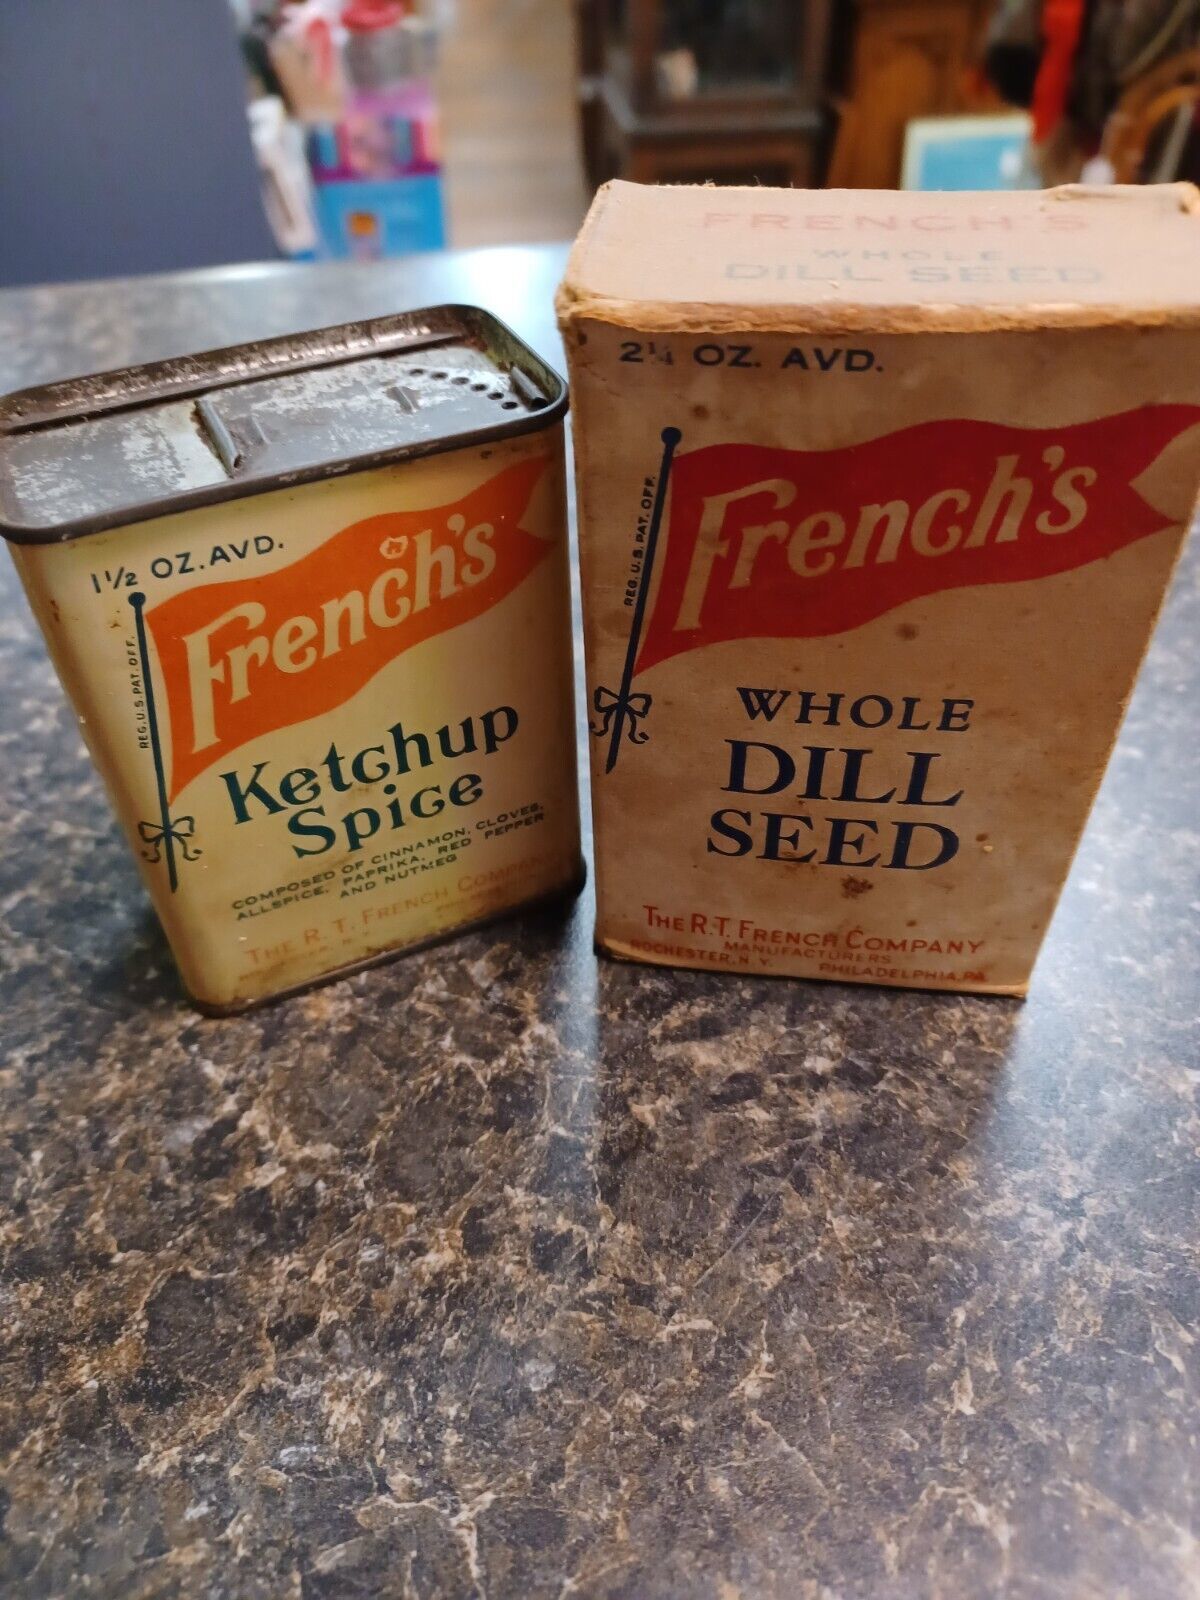 1½ OZ. AVD.
REG. U.S. PAT. OFF.
French's
Ketchup
Spice
COMPOSED OF CINNAMON, CLOVES,
ALLSPICE, PAPRIKA, RED PEPPER
AND NUTMEG
THE R. T. FRENCH COMPANY
FRENCH'S
WHOLE
DILL SEED
2¼ OZ. AVD.
REG. U.S. PAT. OFF.
French's
WHOLE
DILL
SEED
THE R.T. FRENCH COMPANY
MANUFACTURERS
ROCHESTER, N.Y. PHILADELPHIA, PA.